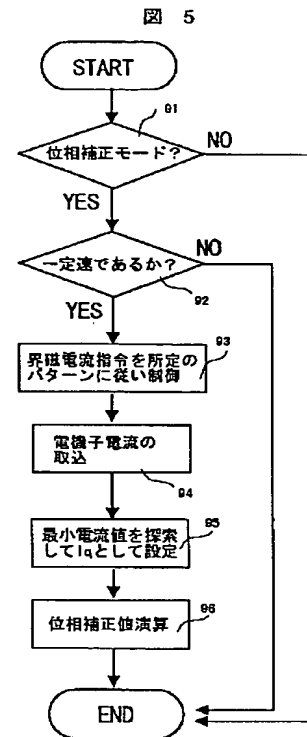 図 5
START
91
位相補正モード?
NO
YES
一定速であるか?
NO
92
YES
界磁電流指令を所定の
パターンに従い制御
93
電機子電流の
取込
94
最小電流値を探索
してIqとして設定
95
位相補正値演算
96
END